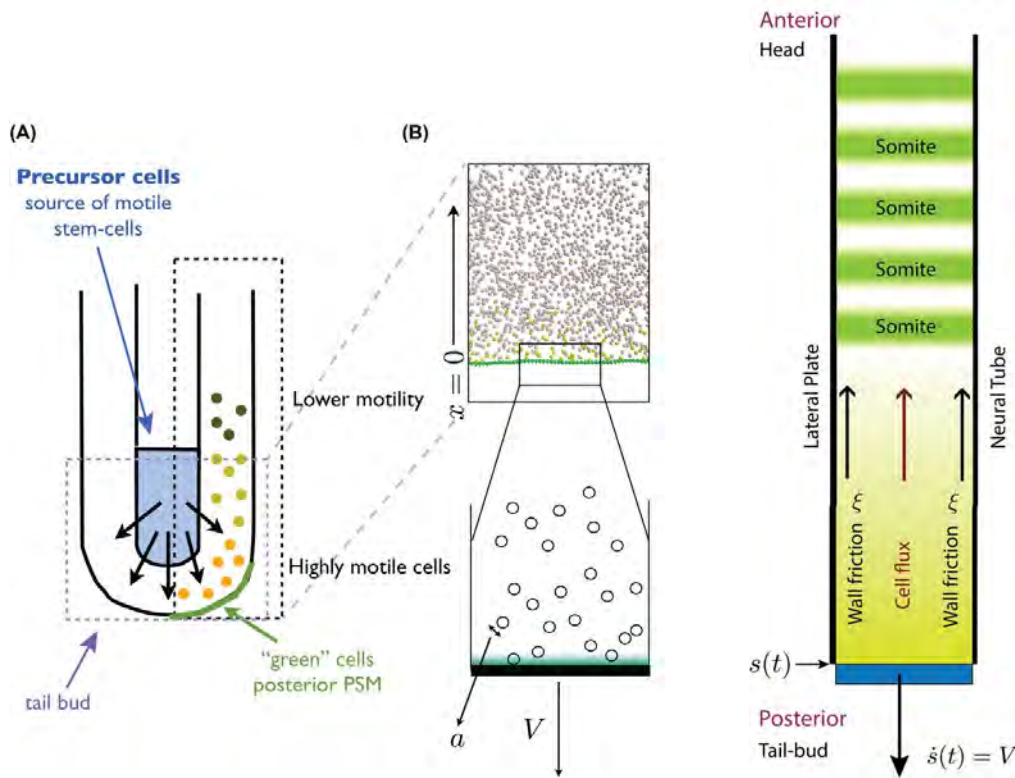 (A)
Precursor cells
source of motile
stem-cells
Lower motility
Highly motile cells
"green" cells
posterior PSM
tail bud
(B)
x = 0
a
V
Anterior
Head
Somite
Somite
Somite
Somite
Lateral Plate
Neural Tube
ξ
Wall friction
Cell flux
ξ
Wall friction
s(t)
Posterior
Tail-bud
ṡ(t) = V